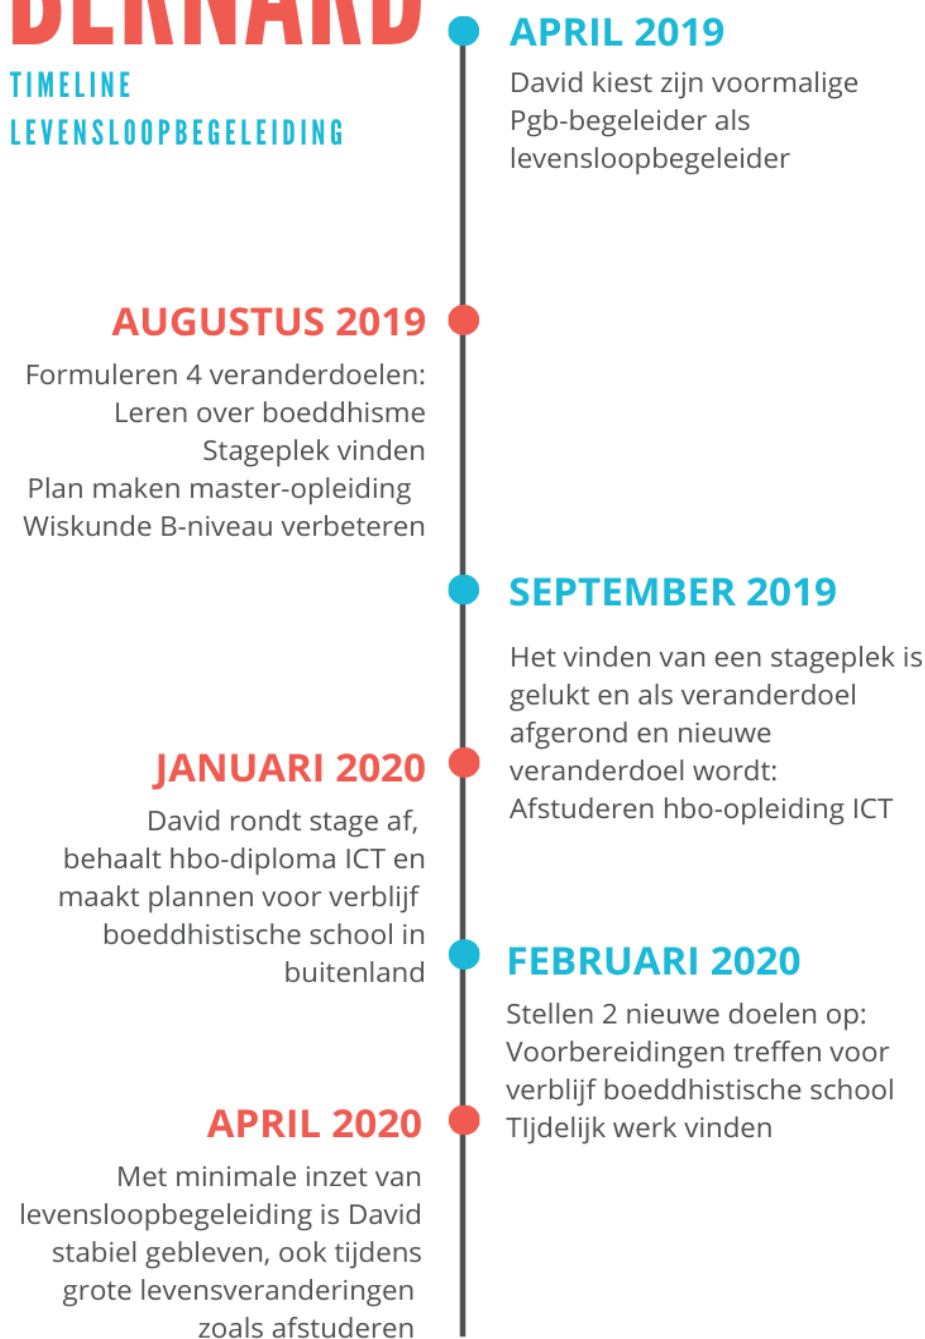 BERNARD
TIMELINE
LEVENSLOOPBEGELEIDING
APRIL 2019
David kiest zijn voormalige
Pgb-begeleider als
levensloopbegeleider
AUGUSTUS 2019
Formuleren 4 veranderdoelen:
Leren over boeddhisme
Stageplek vinden
Plan maken master-opleiding
Wiskunde B-niveau verbeteren
SEPTEMBER 2019
Het vinden van een stageplek is
gelukt en als veranderdoel
afgerond en nieuwe
veranderdoel wordt:
Afstuderen hbo-opleiding ICT
JANUARI 2020
David rondt stage af,
behaalt hbo-diploma ICT en
maakt plannen voor verblijf
boeddhistische school in
buitenland
FEBRUARI 2020
Stellen 2 nieuwe doelen op:
Voorbereidingen treffen voor
verblijf boeddhistische school
TIjdelijk werk vinden
APRIL 2020
Met minimale inzet van
levensloopbegeleiding is David
stabiel gebleven, ook tijdens
grote levensveranderingen
zoals afstuderen